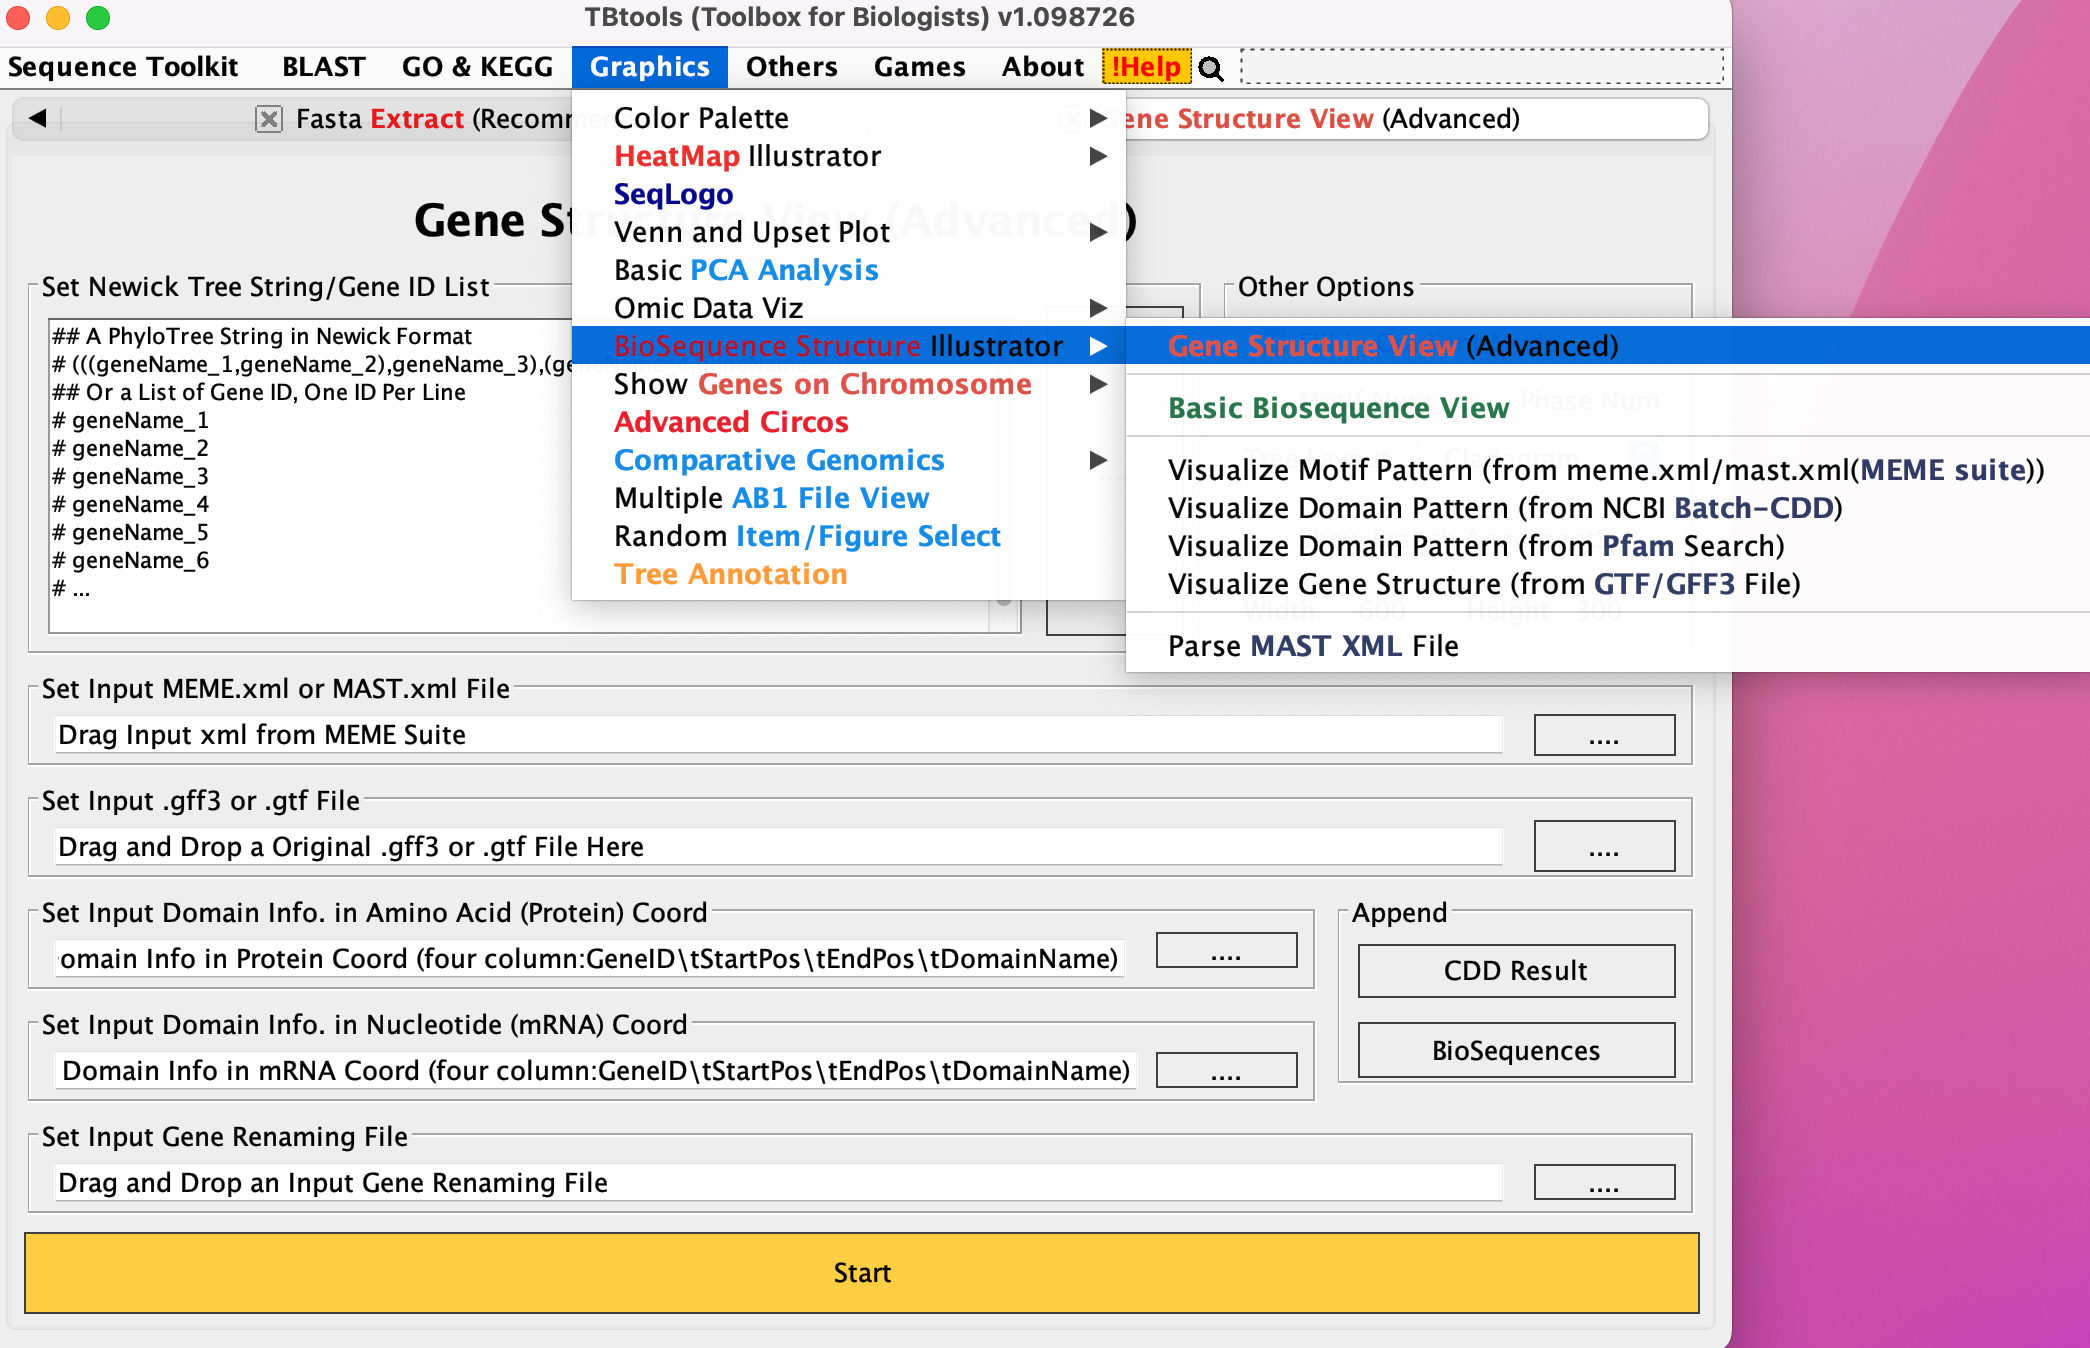 TBtools (Toolbox for Biologists) v1.098726
Sequence Toolkit BLAST GO & KEGG Graphics Others Games About !Help
Fasta Extract (Recomm
ene Structure View (Advanced)
Color Palette
HeatMap Illustrator
SeqLogo
Venn and Upset Plot
Basic PCA Analysis
Omic Data Viz
BioSequence Structure Illustrator
Show Genes on Chromosome
Advanced Circos
Comparative Genomics
Multiple AB1 File View
Random Item/Figure Select
Tree Annotation
Gene Structure View (Advanced)
Basic Biosequence View
Visualize Motif Pattern (from meme.xml/mast.xml(MEME suite))
Visualize Domain Pattern (from NCBI Batch-CDD)
Visualize Domain Pattern (from Pfam Search)
Visualize Gene Structure (from GTF/GFF3 File)
Parse MAST XML File
Gene Structure View (Advanced)
Set Newick Tree String/Gene ID List
## A PhyloTree String in Newick Format
# (((geneName_1,geneName_2),geneName_3),(ge
## Or a List of Gene ID, One ID Per Line
# geneName_1
# geneName_2
# geneName_3
# geneName_4
# geneName_5
# geneName_6
# ...
Other Options
Motif Num Phase Num
Width: 600 Height: 300
Set Input MEME.xml or MAST.xml File
Drag Input xml from MEME Suite
....
Set Input .gff3 or .gtf File
Drag and Drop a Original .gff3 or .gtf File Here
....
Set Input Domain Info. in Amino Acid (Protein) Coord
omain Info in Protein Coord (four column:GeneID\tStartPos\tEndPos\tDomainName)
....
Set Input Domain Info. in Nucleotide (mRNA) Coord
Domain Info in mRNA Coord (four column:GeneID\tStartPos\tEndPos\tDomainName)
....
Append
CDD Result
BioSequences
Set Input Gene Renaming File
Drag and Drop an Input Gene Renaming File
....
Start